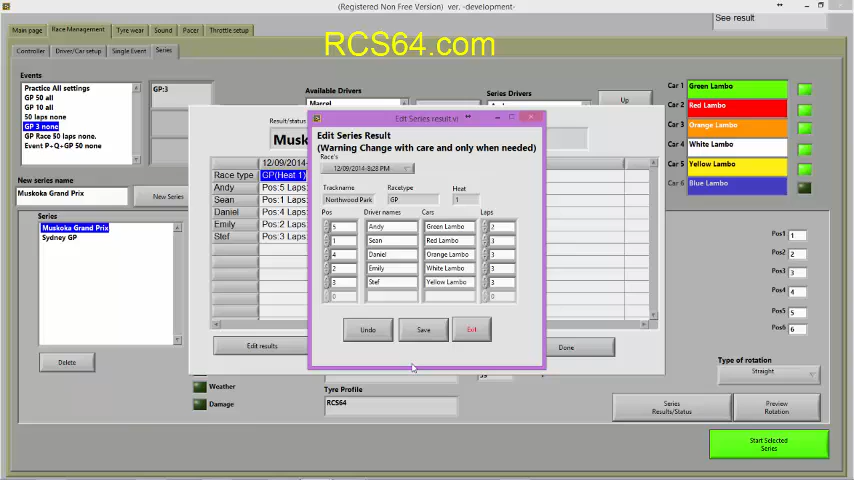 (Registered Non Free Version) ver. -development-
See result
Main page
Race Management
Tyre wear
Sound
Pacer
Throttle setup
RCS64.com
Controller
Driver/Car setup
Single Event
Series
Events
Practice All settings
GP 50 all
GP 10 all
50 laps none
GP 3 none
GP Race 50 laps none.
Event P+Q+GP 50 none
GP:3
Available Drivers
Marcel
Series Drivers
Up
Car 1 Green Lambo
Car 2 Red Lambo
Car 3 Orange Lambo
Car 4 White Lambo
Car 5 Yellow Lambo
Car 6 Blue Lambo
New series name
Muskoka Grand Prix
New Series
Series
Muskoka Grand Prix
Sydney GP
Delete
Result/status
Musk
12/09/2014-
Race type GP(Heat 1)
Andy Pos:5 Laps:
Sean Pos:1 Laps:
Daniel Pos:4 Laps:
Emily Pos:2 Laps:
Stef Pos:3 Laps:
Edit results
Done
Edt Series result vi
Edit Series Result
(Warning Change with care and only when needed)
Race's
12/09/2014-8:28 PM
Trackname
Racetype
Heat
Northwood Park
GP
1
Pos
Driver names
Cars
Laps
5 Andy Green Lambo 2
1 Sean Red Lambo 3
4 Daniel Orange Lambo 3
2 Emily White Lambo 3
3 Stef Yellow Lambo 3
0 0
Undo
Save
Exit
Weather
Damage
Tyre Profile
RCS64
Pos1 1
Pos2 2
Pos3 3
Pos4 4
Pos5 5
Pos6 6
Type of rotation
Straight
Series
Results/Status
Preview
Rotation
Start Selected
Series